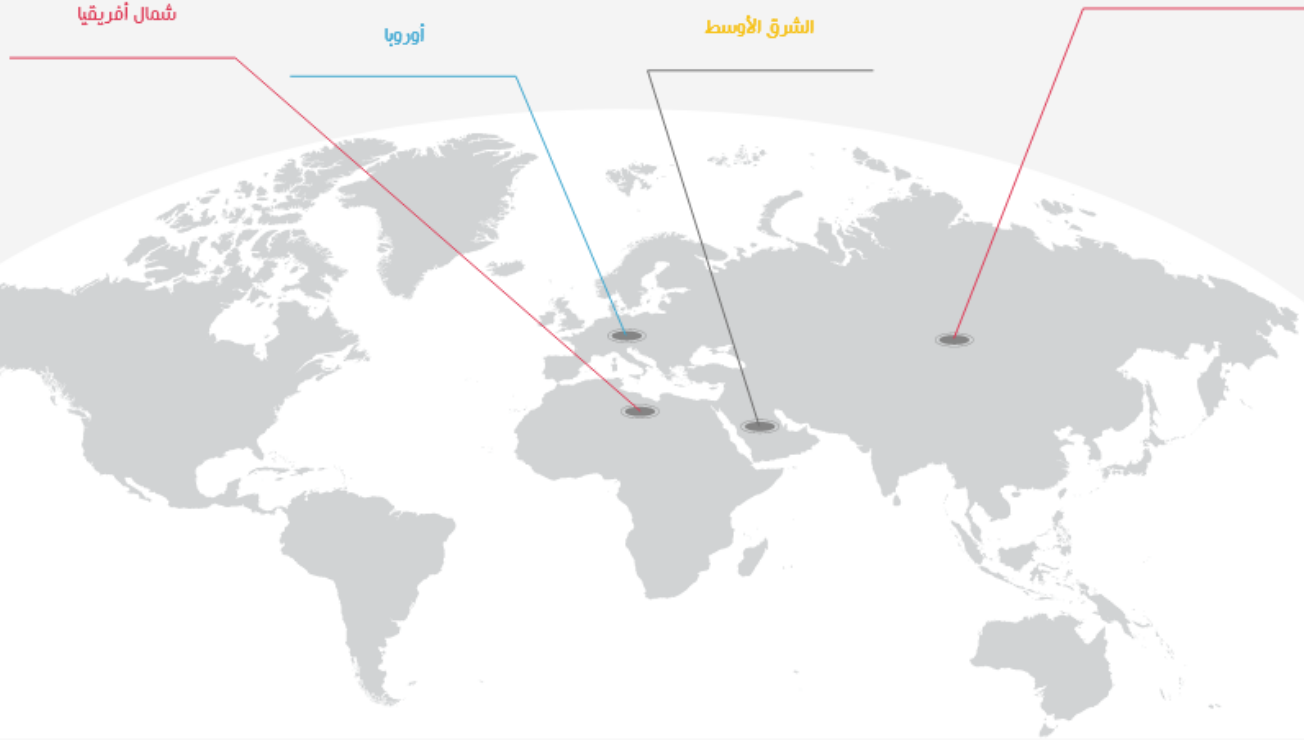 الشرق الأوسط
أوروبا
شمال أفريقيا